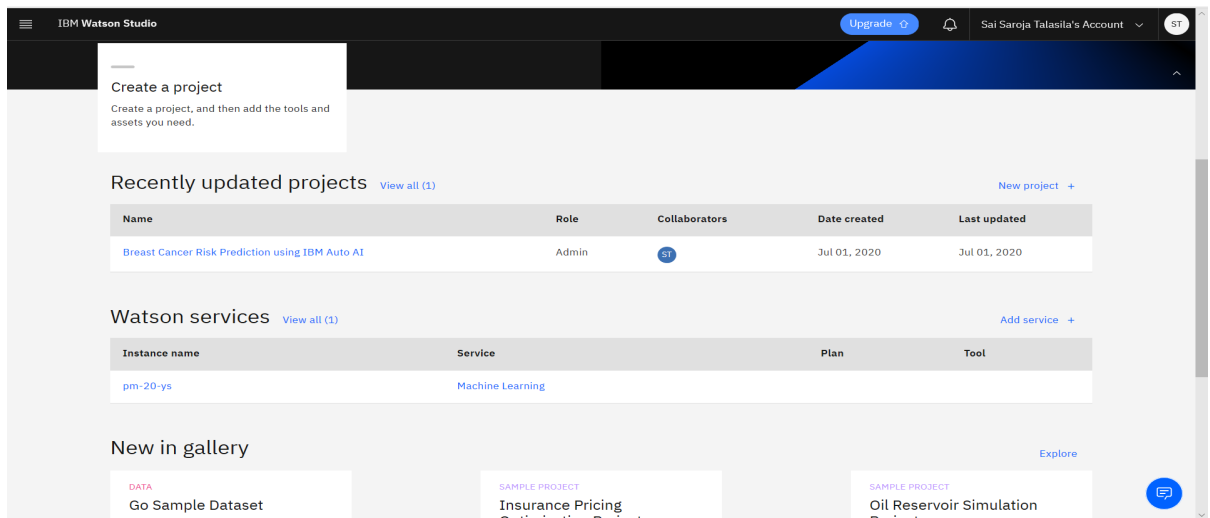 IBM Watson Studio
Upgrade
Sai Saroja Talasila's Account
ST
Create a project
Create a project, and then add the tools and
assets you need.
Recently updated projects View all (1)
New project +
Name Role Collaborators Date created Last updated
Breast Cancer Risk Prediction using IBM Auto AI Admin ST Jul 01, 2020 Jul 01, 2020
Watson services View all (1)
Add service +
Instance name Service Plan Tool
pm-20-ys Machine Learning
New in gallery
Explore
DATA
Go Sample Dataset
SAMPLE PROJECT
Insurance Pricing
SAMPLE PROJECT
Oil Reservoir Simulation